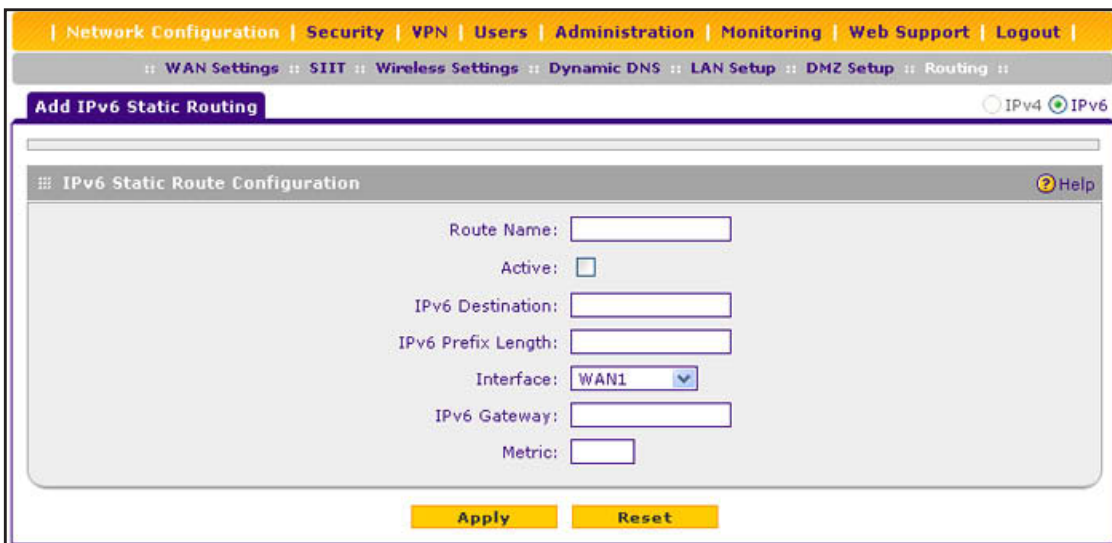 | Network Configuration | Security | VPN | Users | Administration | Monitoring | Web Support | Logout |
:: WAN Settings :: SIIT :: Wireless Settings :: Dynamic DNS :: LAN Setup :: DMZ Setup :: Routing ::
Add IPv6 Static Routing
IPv4 IPv6
IPv6 Static Route Configuration
? Help
Route Name:
Active:
IPv6 Destination:
IPv6 Prefix Length:
Interface: WAN1
IPv6 Gateway:
Metric:
Apply Reset